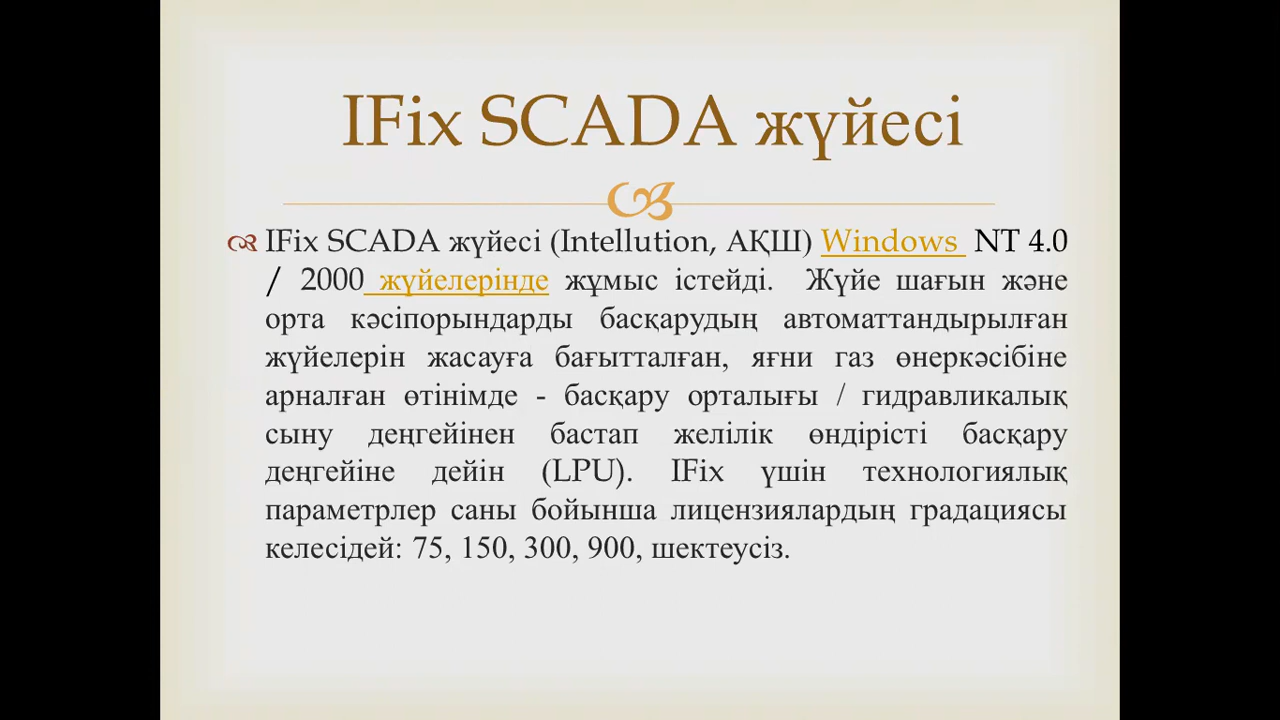 IFix SCADA жүйесі
IFix SCADA жүйесі (Intellution, АҚШ) Windows NT 4.0
/ 2000 жүйелерінде жұмыс істейді. Жүйе шағын және
орта кәсіпорындарды басқарудың автоматтандырылған
жүйелерін жасауға бағытталған, яғни газ өнеркәсібіне
арналған өтінімде - басқару орталығы / гидравликалық
сыну деңгейінен бастап желілік өндірісті басқару
деңгейіне дейін (LPU). IFix үшін технологиялық
параметрлер саны бойынша лицензиялардың градациясы
келесідей: 75, 150, 300, 900, шектеусіз.